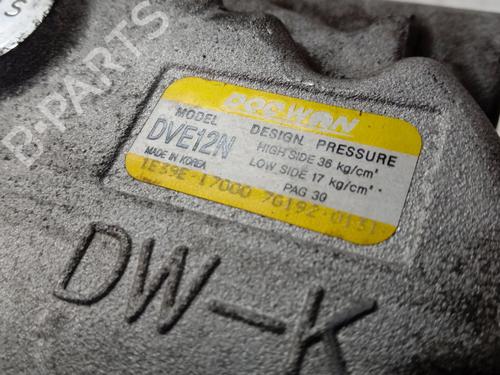 S
B-PARTS
DOOWON
MODEL
DVE12N
MADE IN KOREA
DESIGN PRESSURE
HIGH SIDE 36 kg/cm²
LOW SIDE 17 kg/cm²
PAG 30
1E39E-17000 7G192-0131
DW-K